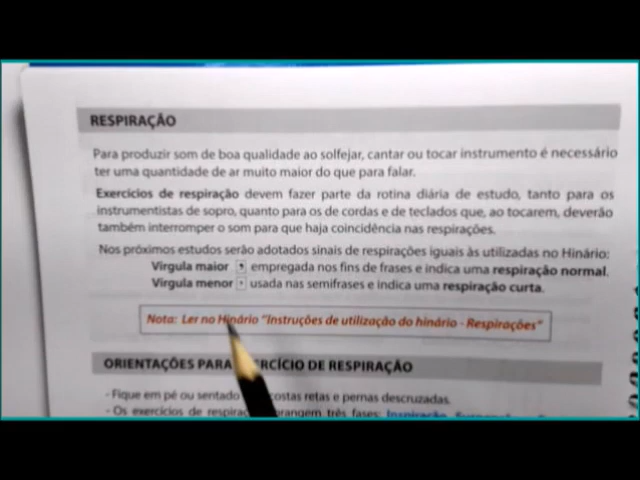 RESPIRAÇÃO
Para produzir som de boa qualidade ao solfejar, cantar ou tocar instrumento é necessário
ter uma quantidade de ar muito maior do que para falar.
Exercícios de respiração devem fazer parte da rotina diária de estudo, tanto para os
instrumentistas de sopro, quanto para os de cordas e de teclados que, ao tocarem, deverão
também interromper o som para que haja coincidência nas respirações.
Nos próximos estudos serão adotados sinais de respirações iguais às utilizadas no Hinário:
Vírgula maior , empregada nos fins de frases e indica uma respiração normal.
Vírgula menor , usada nas semifrases e indica uma respiração curta.
Nota: Ler no Hinário "Instruções de utilização do hinário - Respirações"
ORIENTAÇÕES PARA EXERCÍCIO DE RESPIRAÇÃO
- Fique em pé ou sentado costas retas e pernas descruzadas.
- Os exercícios de respiraç três fases: Inspiração,